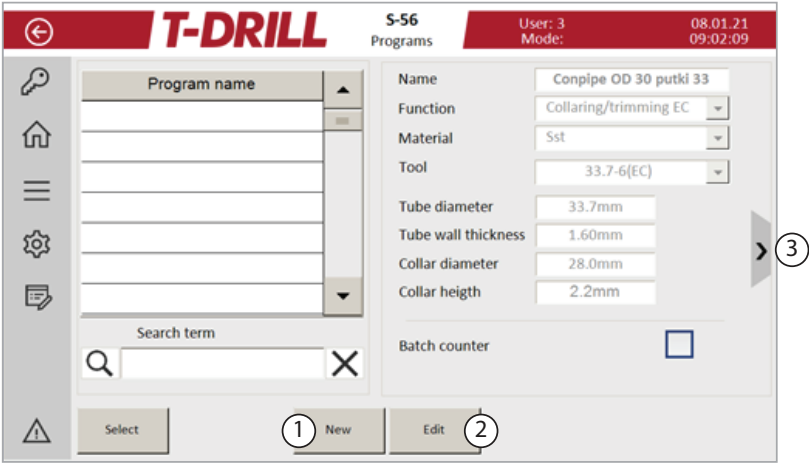 T-DRILL
S-56
Programs
User: 3
Mode:
08.01.21
09:02:09
Program name
Search term
Name Conpipe OD 30 putki 33
Function Collaring/trimming EC
Material Sst
Tool 33.7-6(EC)
Tube diameter 33.7mm
Tube wall thickness 1.60mm
Collar diameter 28.0mm
Collar heigth 2.2mm
Batch counter
3
Select
1 New
Edit 2